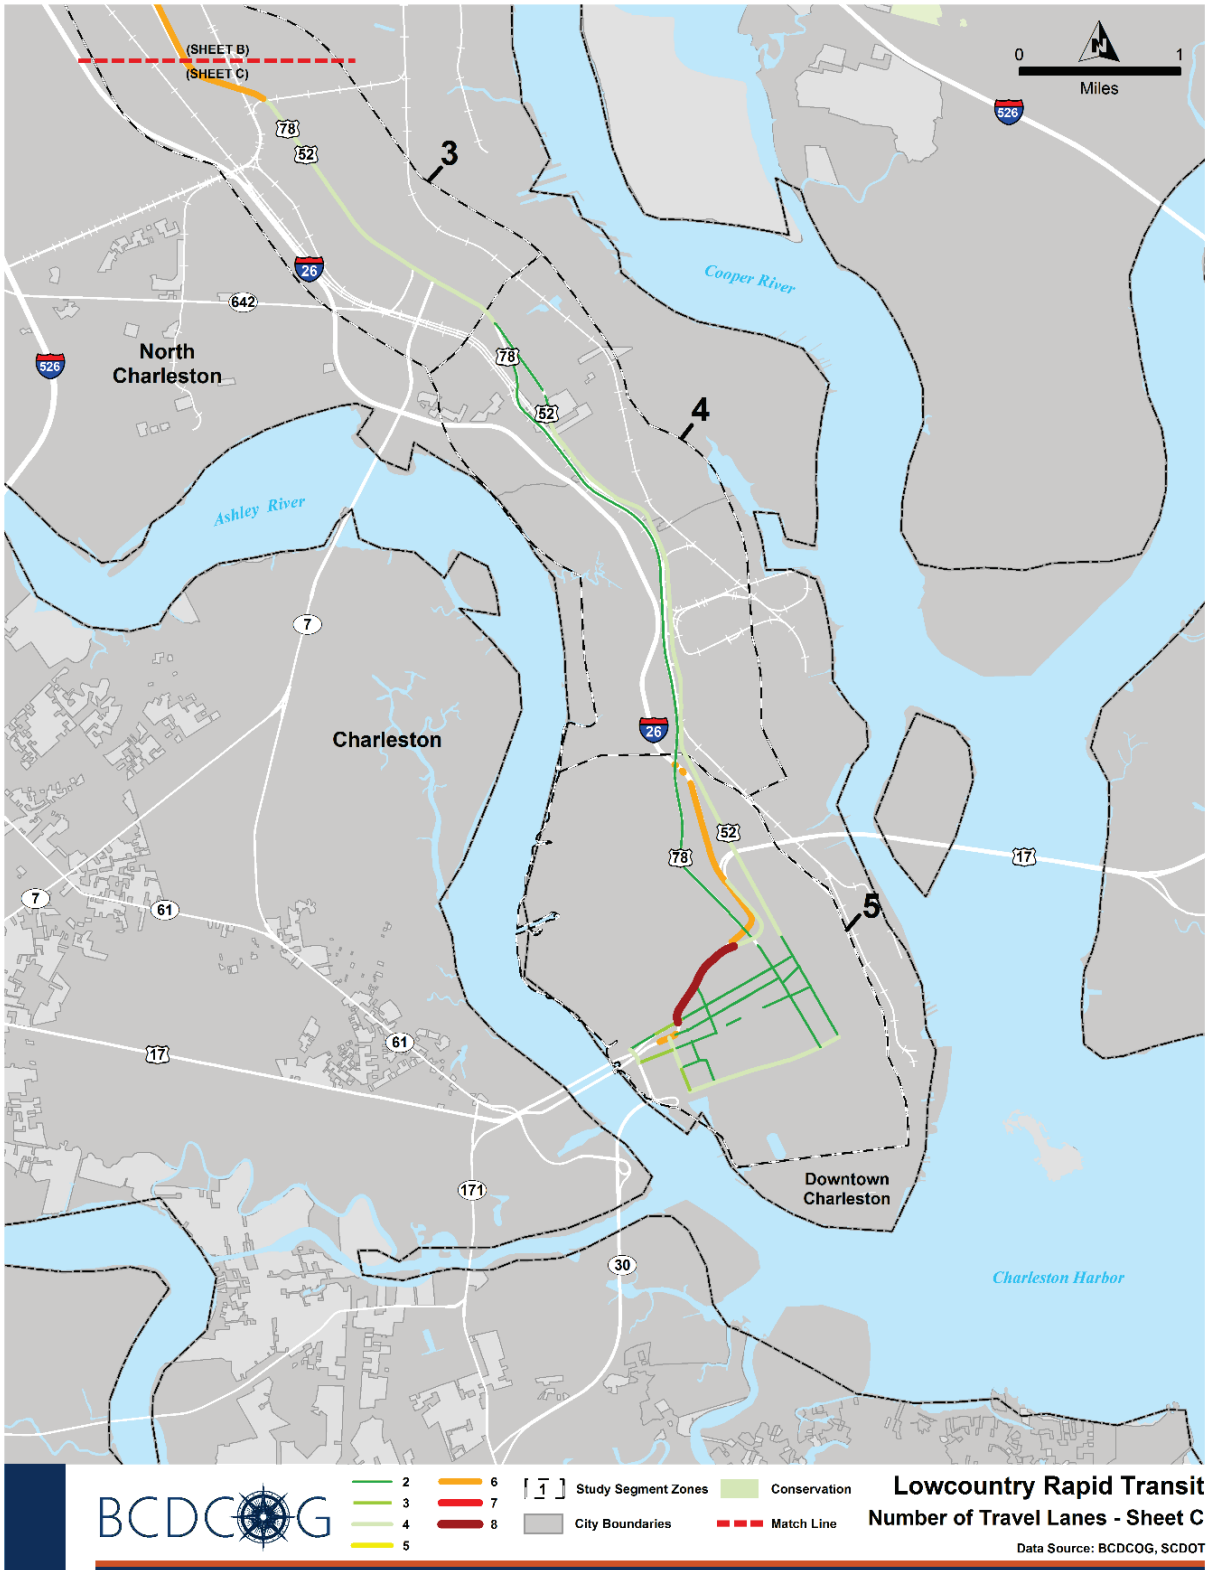 (SHEET B)
(SHEET C)
N
0 1
Miles
526
78
52
3
26
642
Cooper River
North
Charleston
526
78
52
4
Ashley River
7
Charleston
26
52
78
17
7
61
5
61
17
Downtown
Charleston
171
30
Charleston Harbor
BCDCOG
2
3
4
5
6
7
8
1 Study Segment Zones
City Boundaries
Conservation
Match Line
Lowcountry Rapid Transit
Number of Travel Lanes - Sheet C
Data Source: BCDCOG, SCDOT